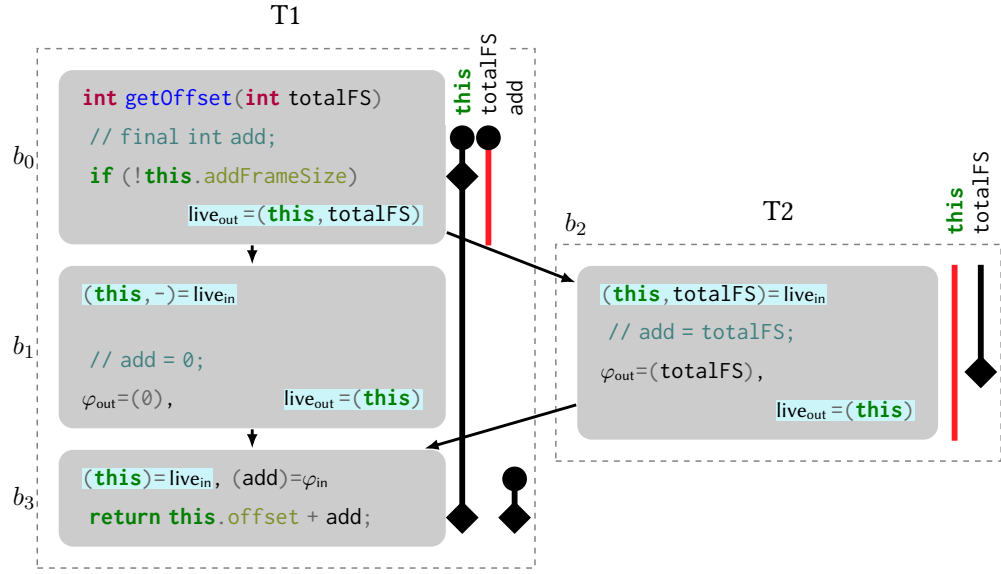 T1
this
totalFS
add
b0
int getOffset(int totalFS)
// final int add;
if (!this.addFrameSize)
liveout=(this,totalFS)
b1
(this,-)=livein
// add = 0;
φout=(0), liveout=(this)
b3
(this)=livein, (add)=φin
return this.offset + add;
T2
this
totalFS
b2
(this,totalFS)=livein
// add = totalFS;
φout=(totalFS),
liveout=(this)